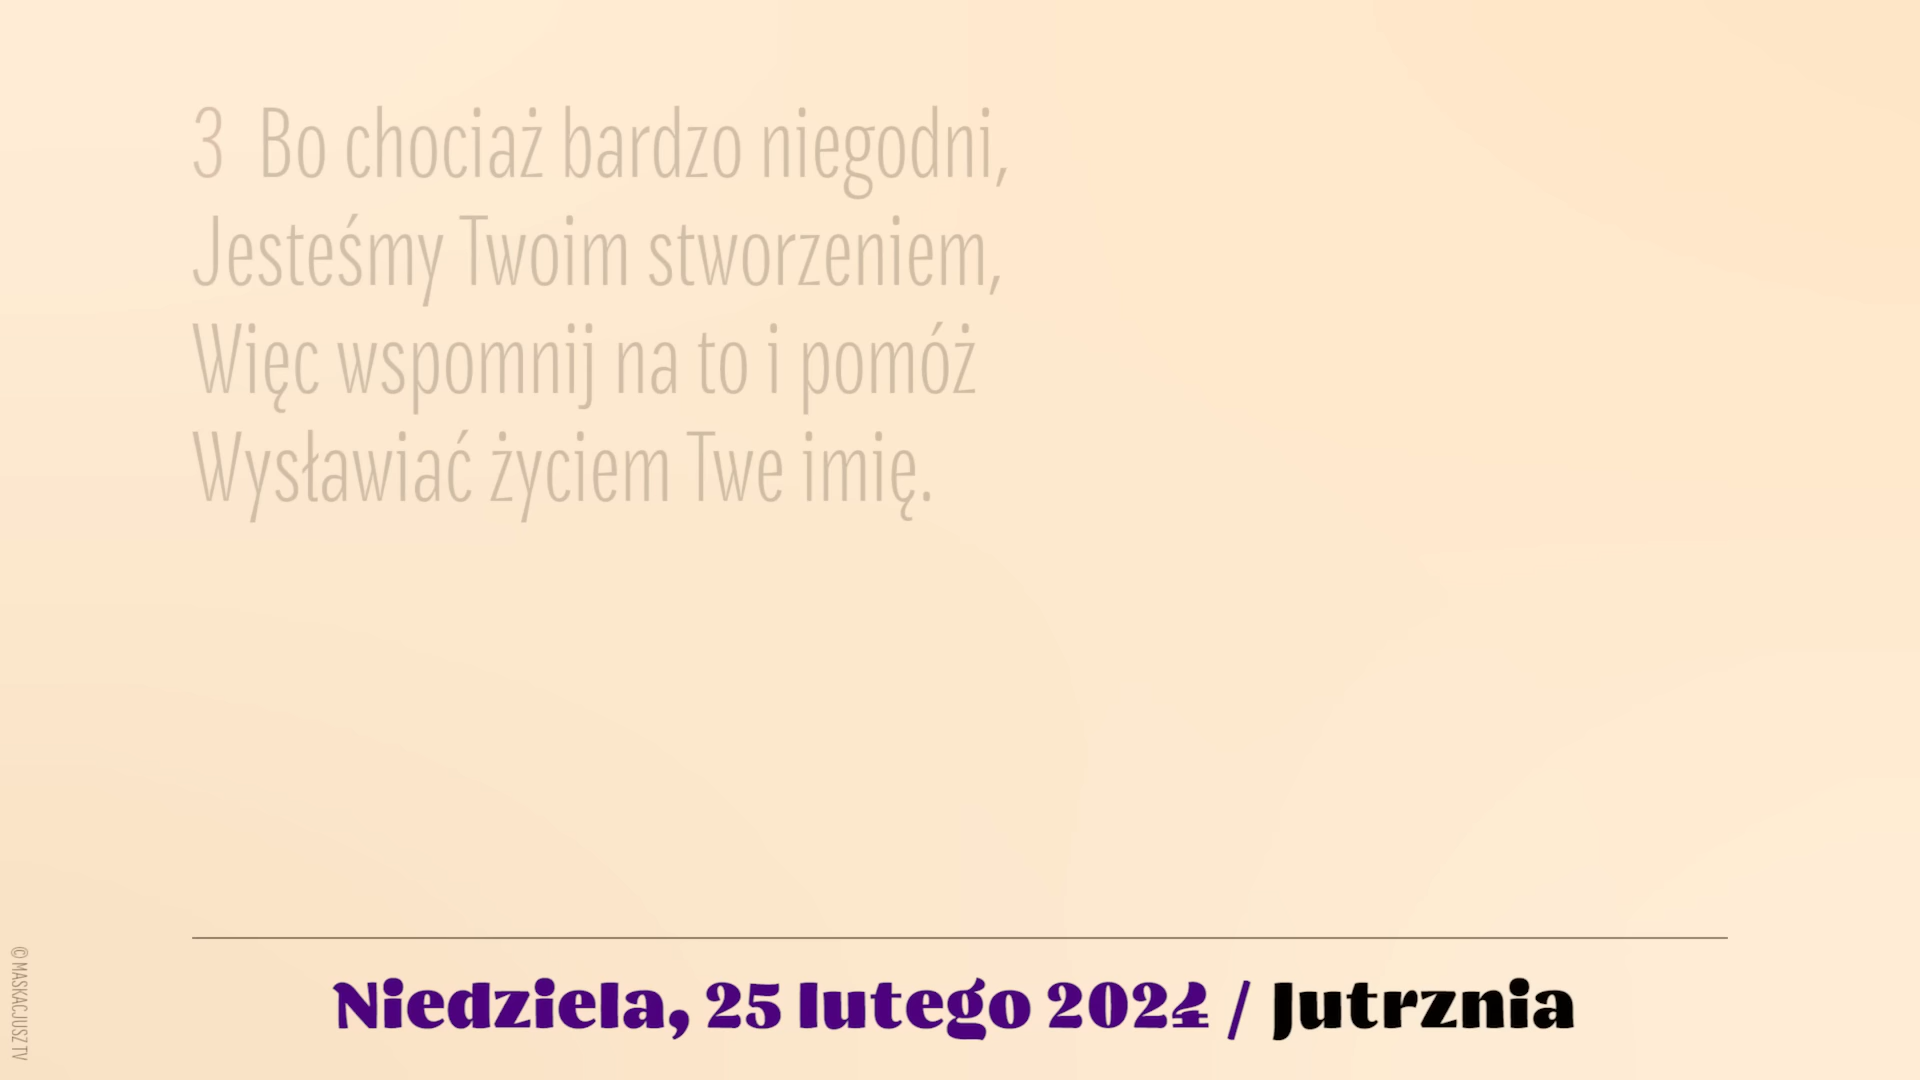 3 Bo chociaż bardzo niegodni,
Jesteśmy Twoim stworzeniem,
Więc wspomnij na to i pomóż
Wysławiać życiem Twe imię.
Niedziela, 25 lutego 2024 / Jutrznia
© MASKACJUSZ TV